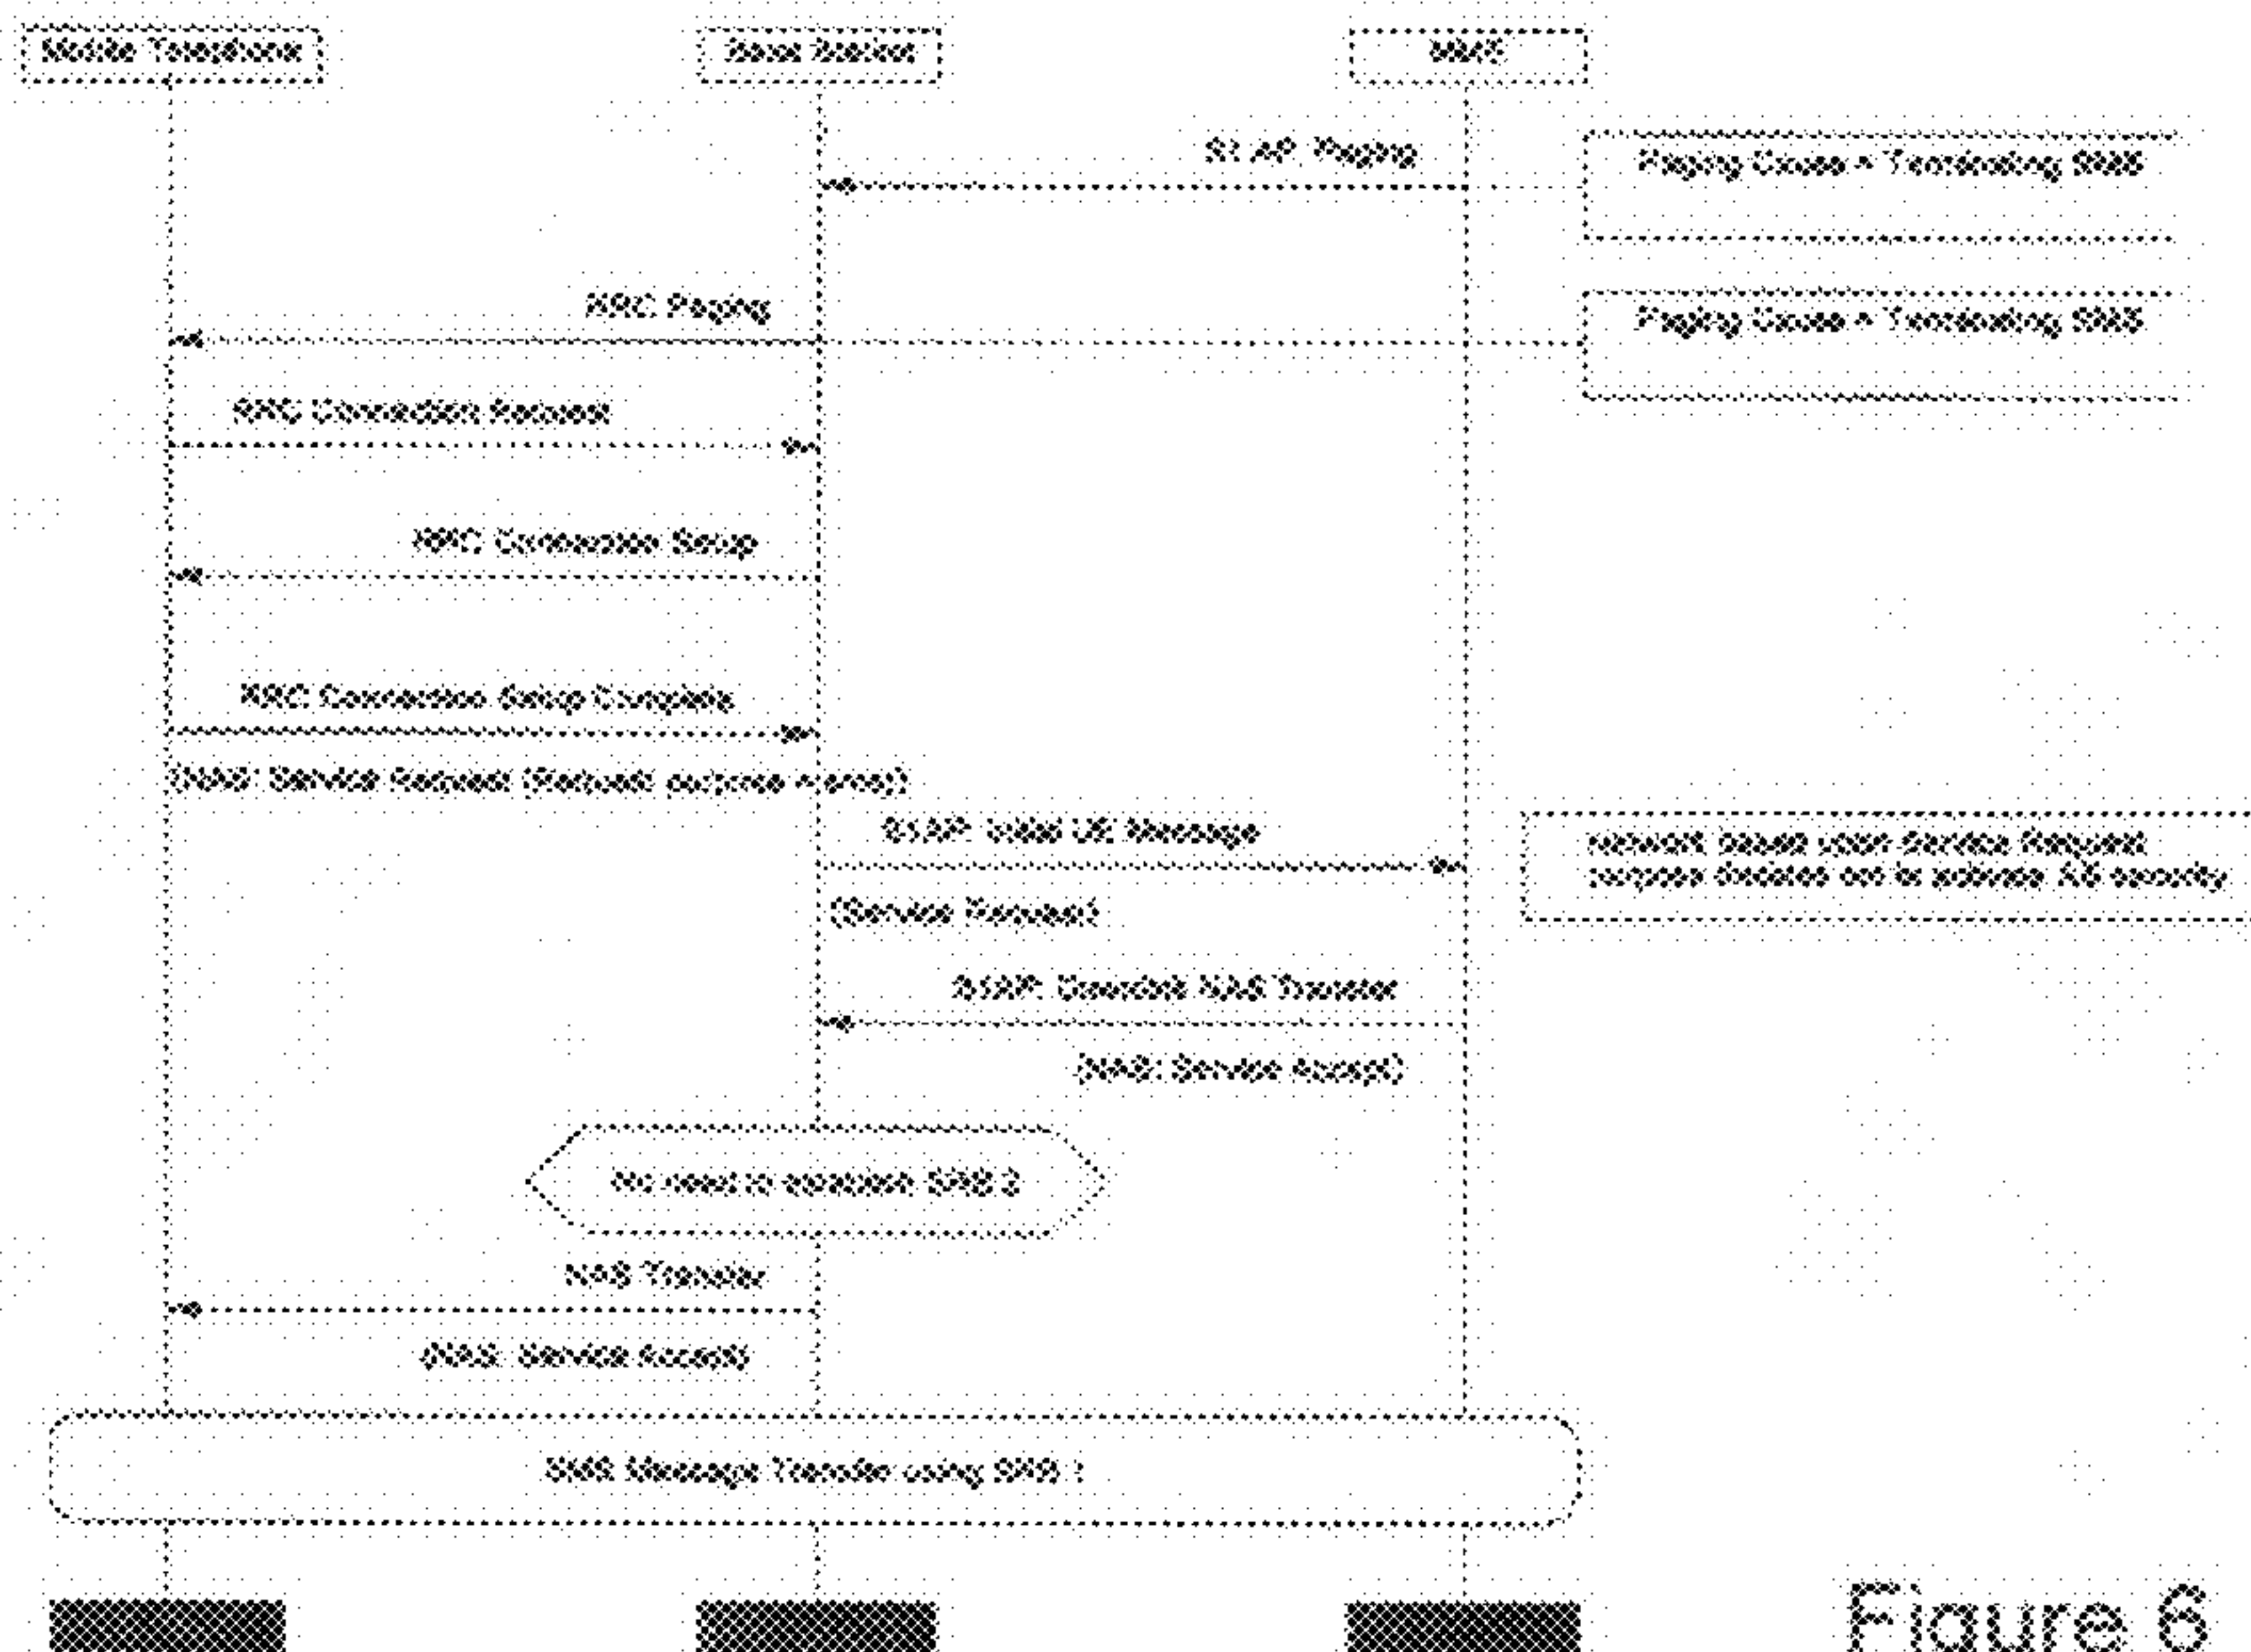 Mobile Telephone
Base Station
MME
S1 AP: Paging
Paging Cause = Terminating SMS
RRC: Paging
Paging Cause = Terminating SMS
RRC: Connection Request
RRC: Connection Setup
RRC: Connection Setup Complete
(NAS: Service Request (Request purpose = sms))
S1AP: Initial UE Message
Network based upon Service Request
purpose decides not to activate AS security
(Service Request)
S1AP: Downlink NAS Transfer
(NAS: Service Accept)
No need to establish SRB 2
NAS Transfer
(NAS: Service Accept)
SMS Message Transfer using SRB 1
Figure 6